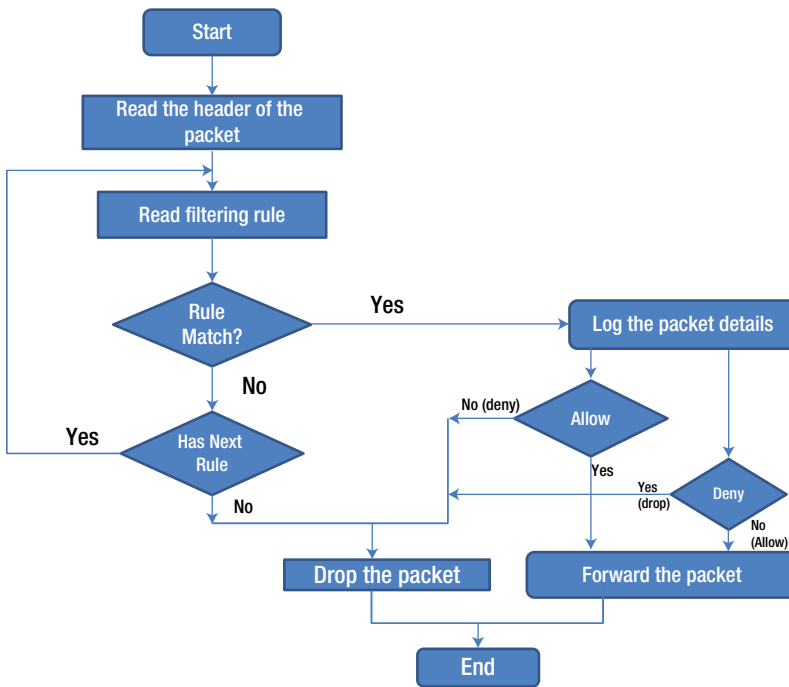 Start
Read the header of the
packet
Read filtering rule
Rule
Match?
Yes
Log the packet details
No
No (deny)
Allow
Yes
Has Next
Rule
Yes
Yes
(drop)
Deny
No
No
(Allow)
Drop the packet
Forward the packet
End